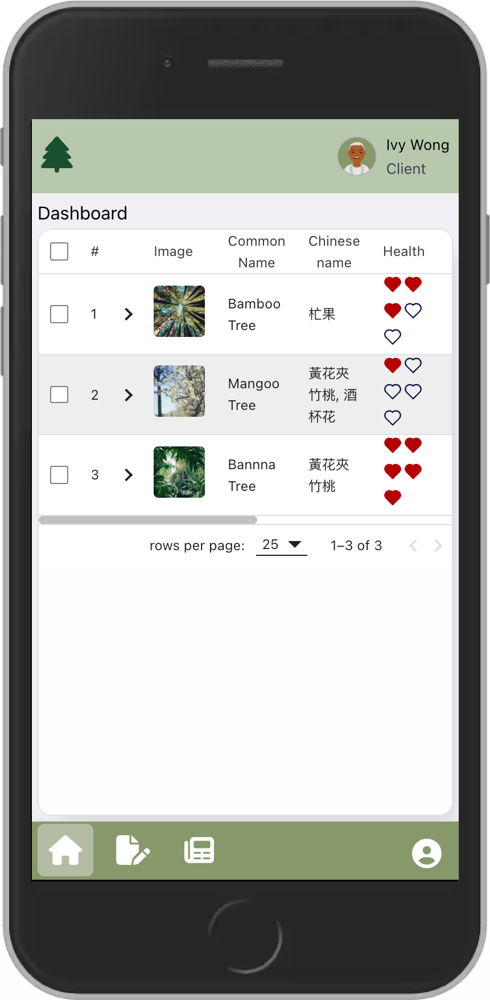 Ivy Wong
Client
Dashboard
# Image Common Name Chinese name Health
1 Bamboo Tree 杧果
2 Mangoo Tree 黃花夾竹桃, 酒杯花
3 Bannna Tree 黃花夾竹桃
rows per page: 25 1–3 of 3